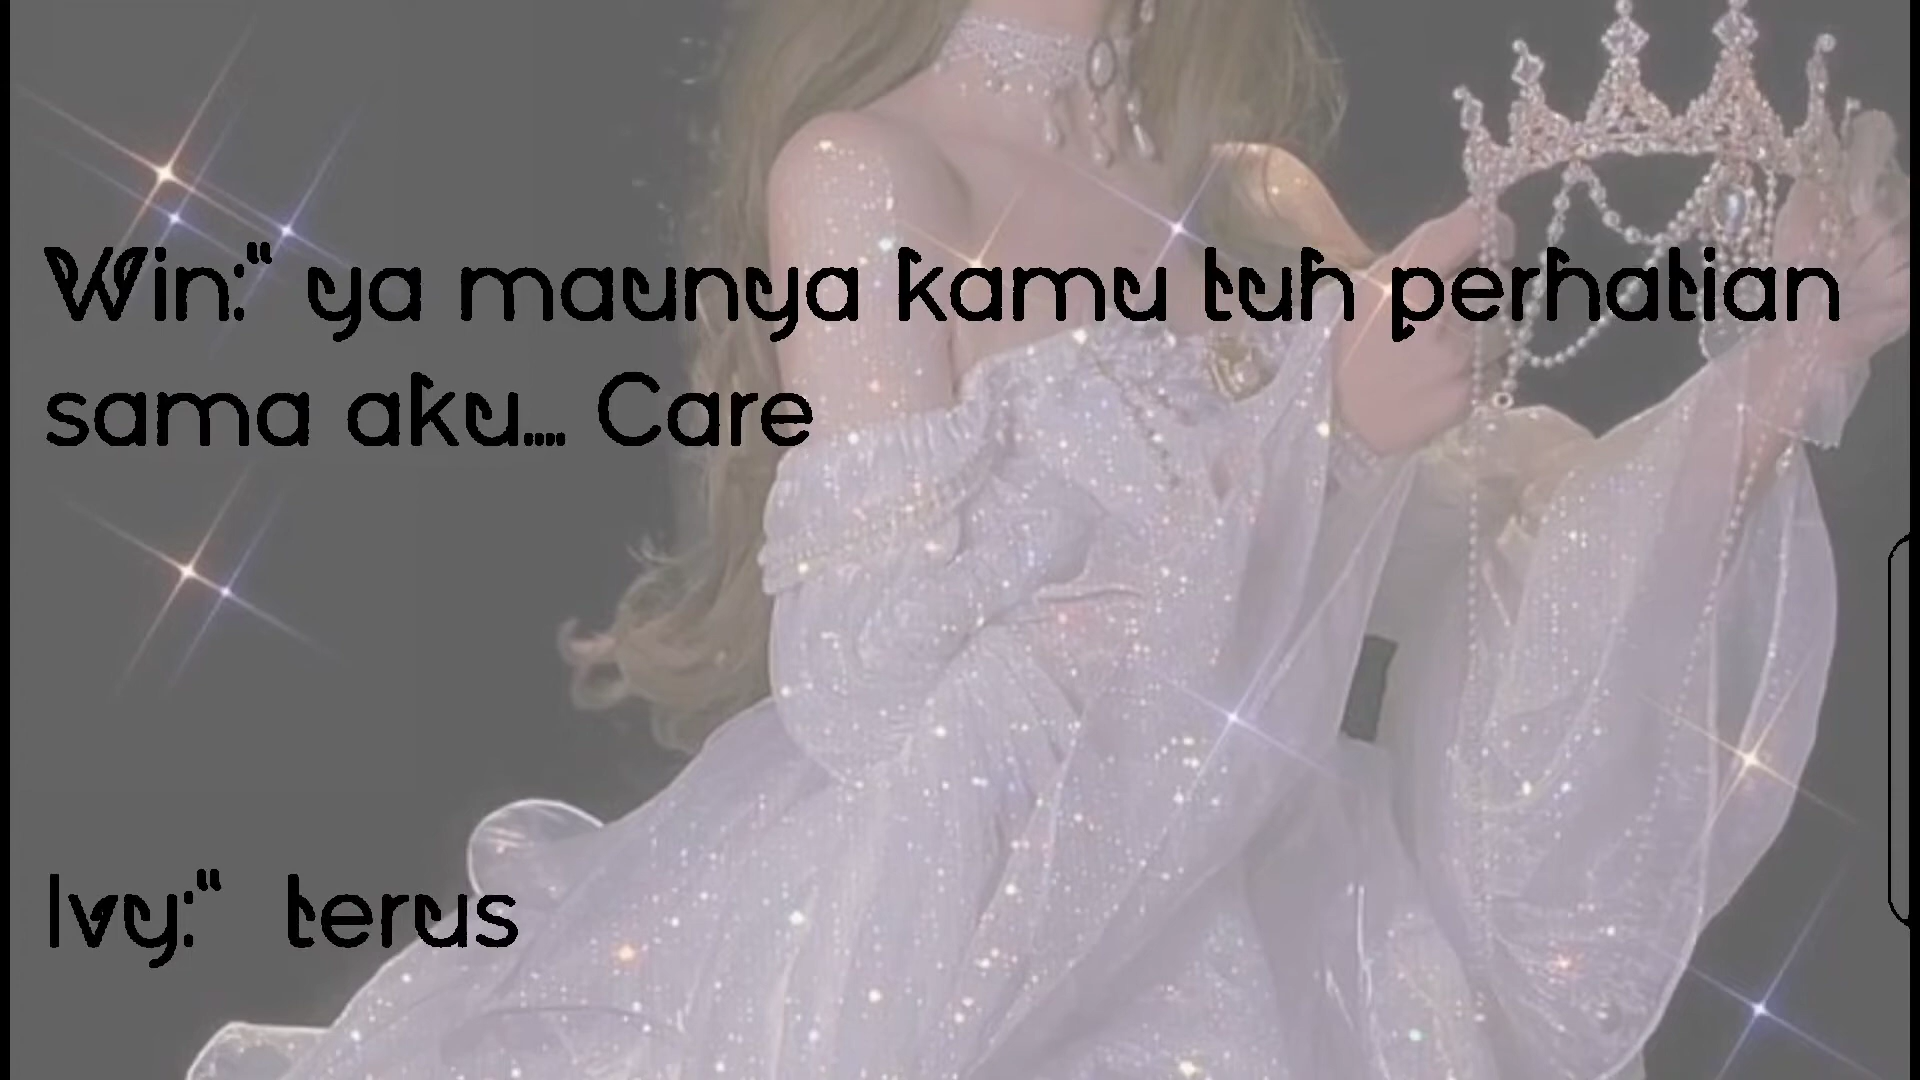 Win:“ ya maunya kamu tuh perhatian
sama aku.... Care
Ivy:“ terus